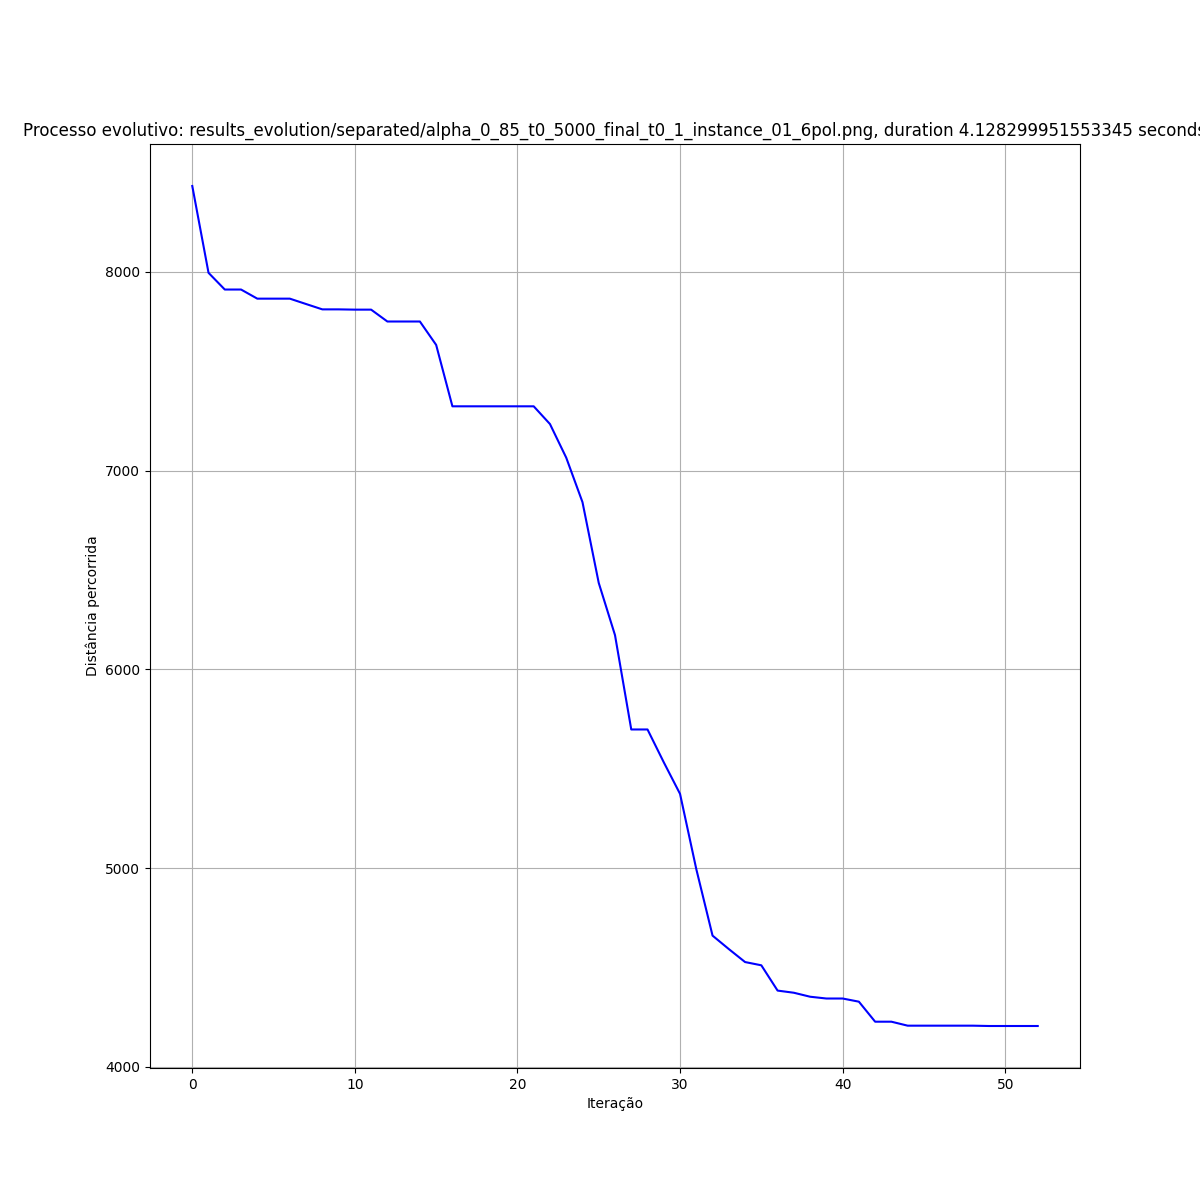 Processo evolutivo: results_evolution/separated/alpha_0_85_t0_5000_final_t0_1_instance_01_6pol.png, duration 4.128299951553345 seconds
8000
7000
6000
5000
4000
Distância percorrida
0 10 20 30 40 50
Iteração